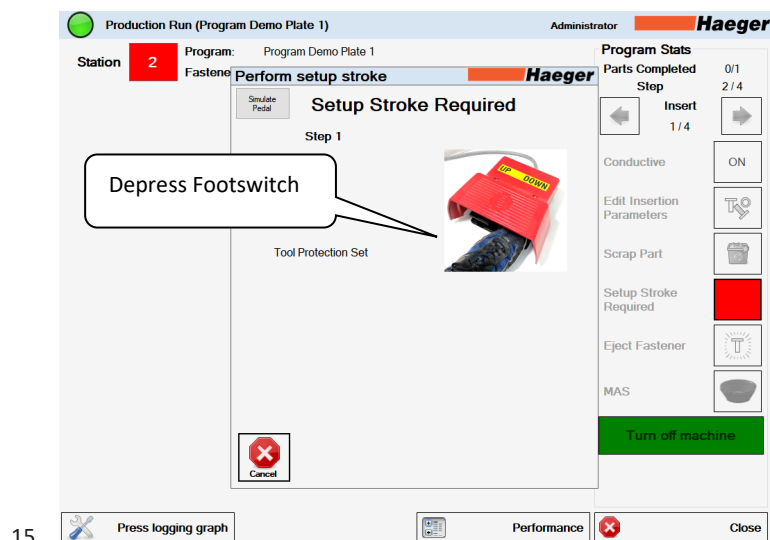 Production Run (Program Demo Plate 1)
Administrator
Haeger
Station
2
Program: Program Demo Plate 1
Fastene
Perform setup stroke
Haeger
Simulate
Pedal
Setup Stroke Required
Step 1
Depress Footswitch
UP DOWN
Tool Protection Set
Cancel
Program Stats
Parts Completed 0/1
Step 2 / 4
Insert
1 / 4
Conductive ON
Edit Insertion
Parameters
Scrap Part
Setup Stroke
Required
Eject Fastener
MAS
Turn off machine
15
Press logging graph
Performance
Close